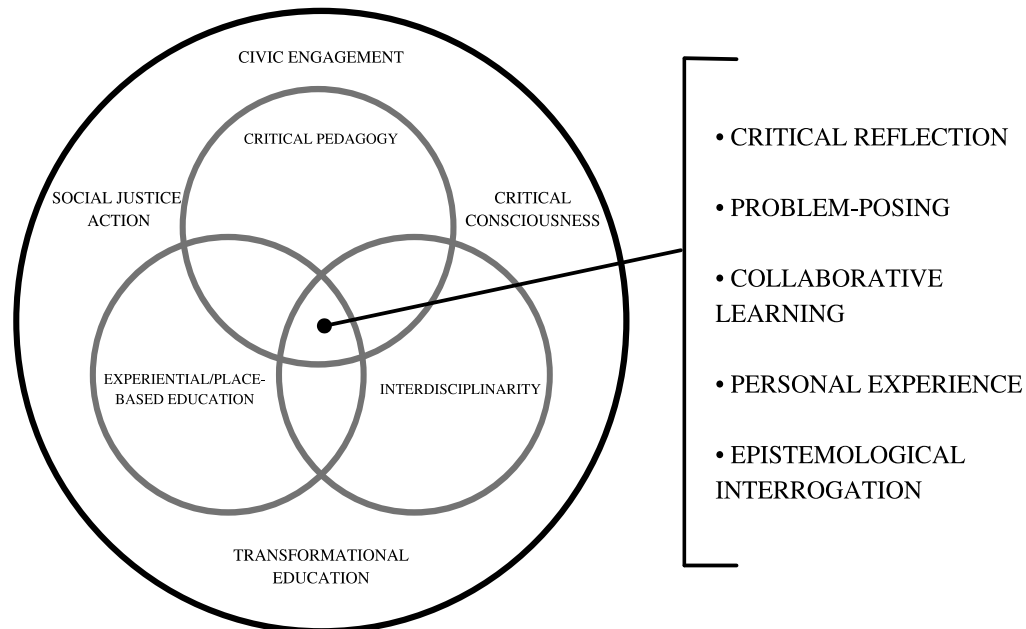 CIVIC ENGAGEMENT
CRITICAL PEDAGOGY
SOCIAL JUSTICE
ACTION
CRITICAL
CONSCIOUSNESS
EXPERIENTIAL/PLACE-
BASED EDUCATION
INTERDISCIPLINARITY
TRANSFORMATIONAL
EDUCATION
• CRITICAL REFLECTION
• PROBLEM-POSING
• COLLABORATIVE
LEARNING
• PERSONAL EXPERIENCE
• EPISTEMOLOGICAL
INTERROGATION